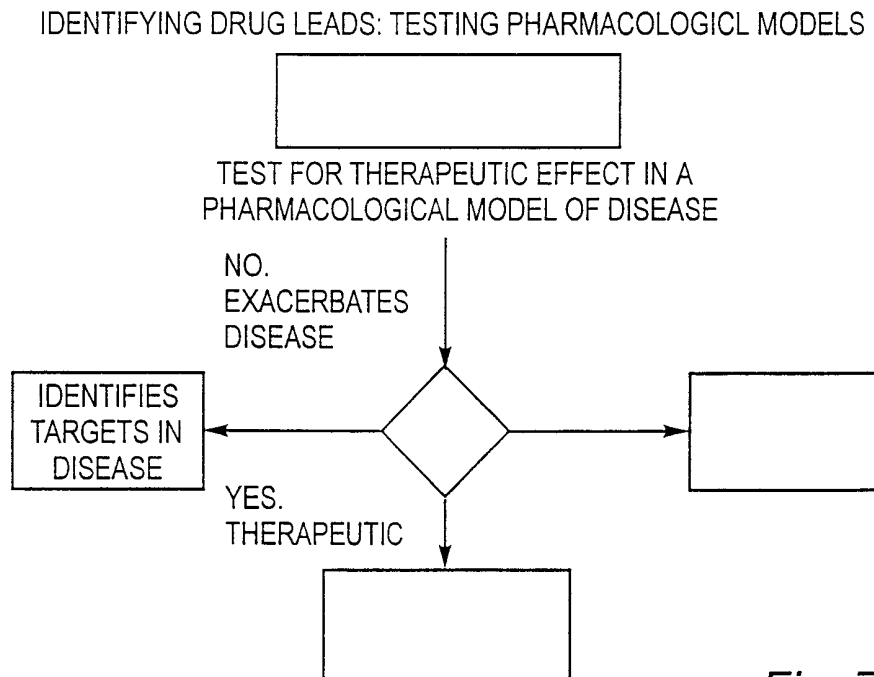 IDENTIFYING DRUG LEADS: TESTING PHARMACOLOGICL MODELS
TEST FOR THERAPEUTIC EFFECT IN A
PHARMACOLOGICAL MODEL OF DISEASE
NO.
EXACERBATES
DISEASE
IDENTIFIES
TARGETS IN
DISEASE
YES.
THERAPEUTIC